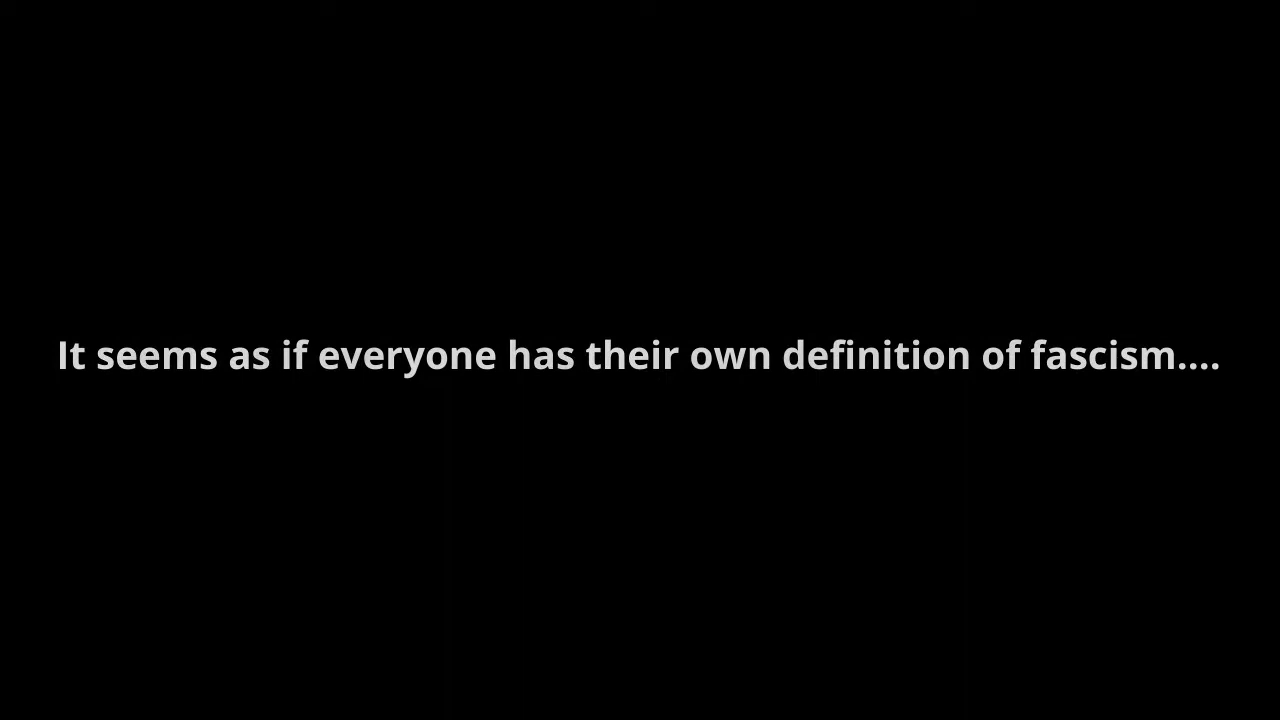 It seems as if everyone has their own definition of fascism....